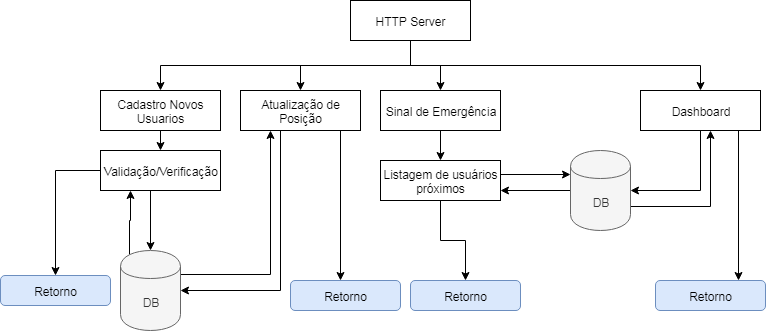 HTTP Server
Cadastro Novos
Usuarios
Atualização de
Posição
Sinal de Emergência
Dashboard
Validação/Verificação
Listagem de usuários
próximos
DB
Retorno
DB
Retorno
Retorno
Retorno